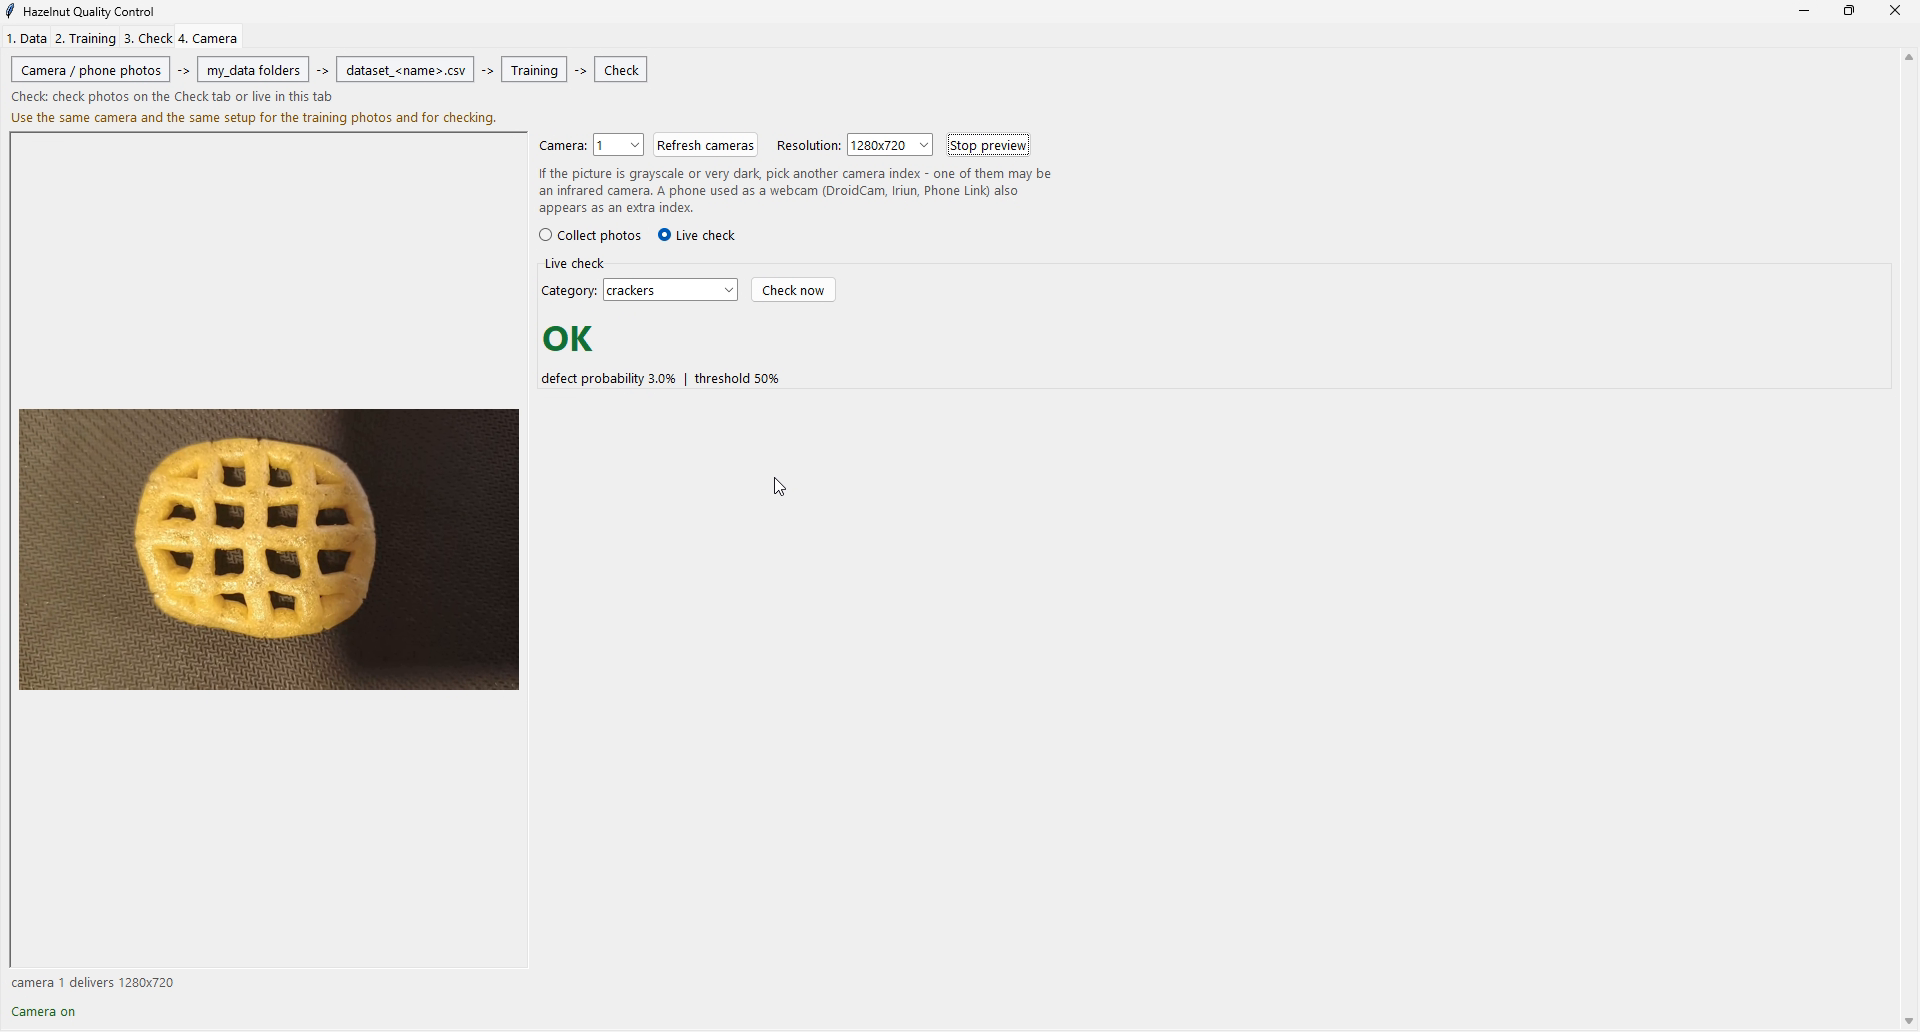 Hazelnut Quality Control
1. Data 2. Training 3. Check 4. Camera
Camera / phone photos -> my_data folders -> dataset_<name>.csv -> Training -> Check
Check: check photos on the Check tab or live in this tab
Use the same camera and the same setup for the training photos and for checking.
Camera: 1 Refresh cameras Resolution: 1280x720 Stop preview
If the picture is grayscale or very dark, pick another camera index - one of them may be
an infrared camera. A phone used as a webcam (DroidCam, Iriun, Phone Link) also
appears as an extra index.
Collect photos Live check
Live check
Category: crackers Check now
OK
defect probability 3.0% | threshold 50%
camera 1 delivers 1280x720
Camera on